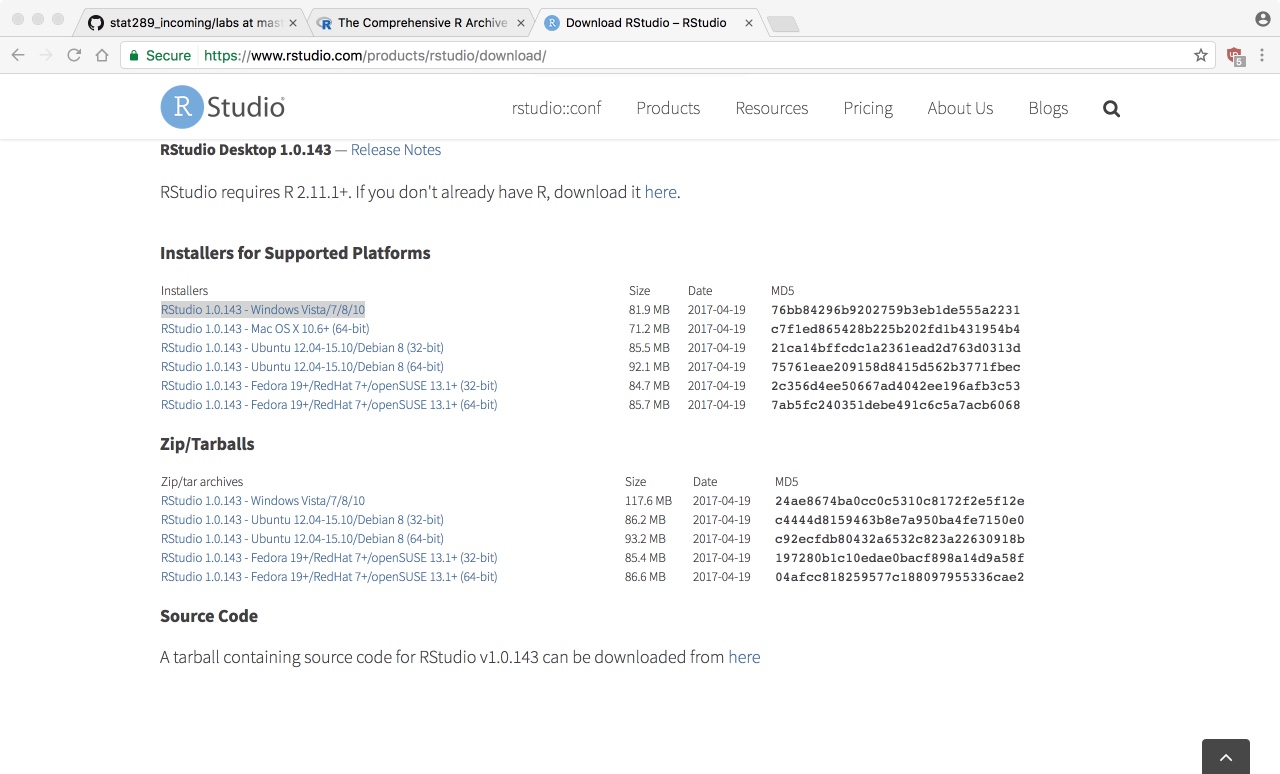 stat289_incoming/labs at mast
The Comprehensive R Archive
Download RStudio – RStudio
Secure https://www.rstudio.com/products/rstudio/download/
5
R Studio
rstudio::conf Products Resources Pricing About Us Blogs
RStudio Desktop 1.0.143 — Release Notes
RStudio requires R 2.11.1+. If you don't already have R, download it here.
Installers for Supported Platforms
Installers Size Date MD5
RStudio 1.0.143 - Windows Vista/7/8/10 81.9 MB 2017-04-19 76bb84296b9202759b3eb1de555a2231
RStudio 1.0.143 - Mac OS X 10.6+ (64-bit) 71.2 MB 2017-04-19 c7f1ed865428b225b202fd1b431954b4
RStudio 1.0.143 - Ubuntu 12.04-15.10/Debian 8 (32-bit) 85.5 MB 2017-04-19 21ca14bffcdc1a2361ead2d763d0313d
RStudio 1.0.143 - Ubuntu 12.04-15.10/Debian 8 (64-bit) 92.1 MB 2017-04-19 75761eae209158d8415d562b3771fbec
RStudio 1.0.143 - Fedora 19+/RedHat 7+/openSUSE 13.1+ (32-bit) 84.7 MB 2017-04-19 2c356d4ee50667ad4042ee196afb3c53
RStudio 1.0.143 - Fedora 19+/RedHat 7+/openSUSE 13.1+ (64-bit) 85.7 MB 2017-04-19 7ab5fc240351debe491c6c5a7acb6068
Zip/Tarballs
Zip/tar archives Size Date MD5
RStudio 1.0.143 - Windows Vista/7/8/10 117.6 MB 2017-04-19 24ae8674ba0cc0c5310c8172f2e5f12e
RStudio 1.0.143 - Ubuntu 12.04-15.10/Debian 8 (32-bit) 86.2 MB 2017-04-19 c4444d8159463b8e7a950ba4fe7150e0
RStudio 1.0.143 - Ubuntu 12.04-15.10/Debian 8 (64-bit) 93.2 MB 2017-04-19 c92ecfdb80432a6532c823a22630918b
RStudio 1.0.143 - Fedora 19+/RedHat 7+/openSUSE 13.1+ (32-bit) 85.4 MB 2017-04-19 197280b1c10edae0bacf898a14d9a58f
RStudio 1.0.143 - Fedora 19+/RedHat 7+/openSUSE 13.1+ (64-bit) 86.6 MB 2017-04-19 04afcc818259577c188097955336cae2
Source Code
A tarball containing source code for RStudio v1.0.143 can be downloaded from here